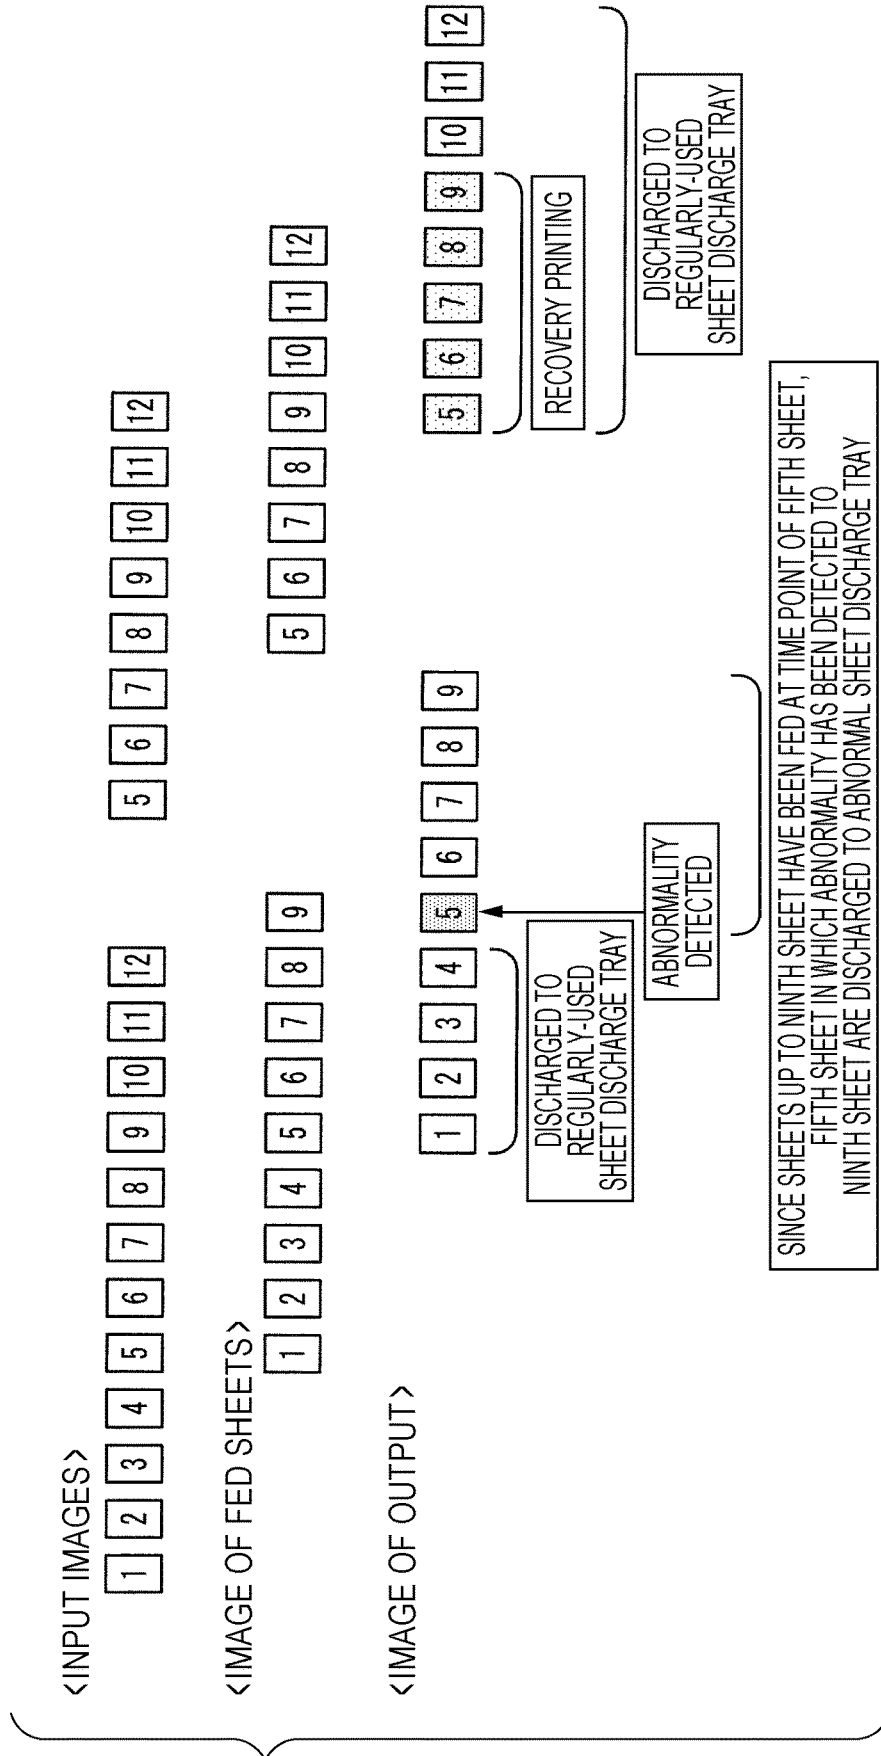 <INPUT IMAGES>
1 2 3 4 5 6 7 8 9 10 11 12 5 6 7 8 9 10 11 12
<IMAGE OF FED SHEETS>
1 2 3 4 5 6 7 8 9 5 6 7 8 9 10 11 12
<IMAGE OF OUTPUT>
1 2 3 4 5 6 7 8 9 5 6 7 8 9 10 11 12
DISCHARGED TO
REGULARLY-USED
SHEET DISCHARGE TRAY
ABNORMALITY
DETECTED
RECOVERY PRINTING
DISCHARGED TO
REGULARLY-USED
SHEET DISCHARGE TRAY
SINCE SHEETS UP TO NINTH SHEET HAVE BEEN FED AT TIME POINT OF FIFTH SHEET,
FIFTH SHEET IN WHICH ABNORMALITY HAS BEEN DETECTED TO
NINTH SHEET ARE DISCHARGED TO ABNORMAL SHEET DISCHARGE TRAY